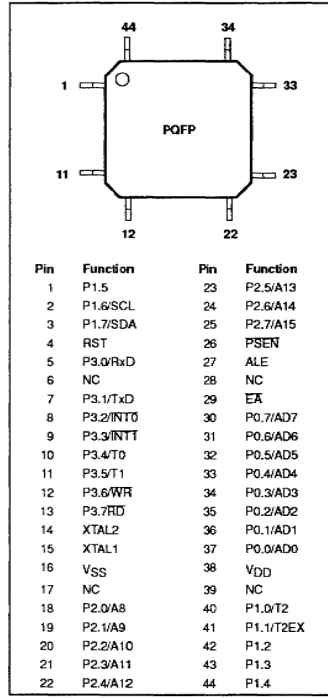 44 34
1 33
PQFP
11 23
12 22
Pin Function Pin Function
1 P1.5 23 P2.5/A13
2 P1.6/SCL 24 P2.6/A14
3 P1.7/SDA 25 P2.7/A15
4 RST 26 P̅S̅E̅N̅
5 P3.0/RxD 27 ALE
6 NC 28 NC
7 P3.1/TxD 29 E̅A̅
8 P3.2/I̅N̅T̅0̅ 30 P0.7/AD7
9 P3.3/I̅N̅T̅1̅ 31 P0.6/AD6
10 P3.4/T0 32 P0.5/AD5
11 P3.5/T1 33 P0.4/AD4
12 P3.6/W̅R̅ 34 P0.3/AD3
13 P3.7R̅D̅ 35 P0.2/AD2
14 XTAL2 36 P0.1/AD1
15 XTAL1 37 P0.0/AD0
16 VSS 38 VDD
17 NC 39 NC
18 P2.0/A8 40 P1.0/T2
19 P2.1/A9 41 P1.1/T2EX
20 P2.2/A10 42 P1.2
21 P2.3/A11 43 P1.3
22 P2.4/A12 44 P1.4